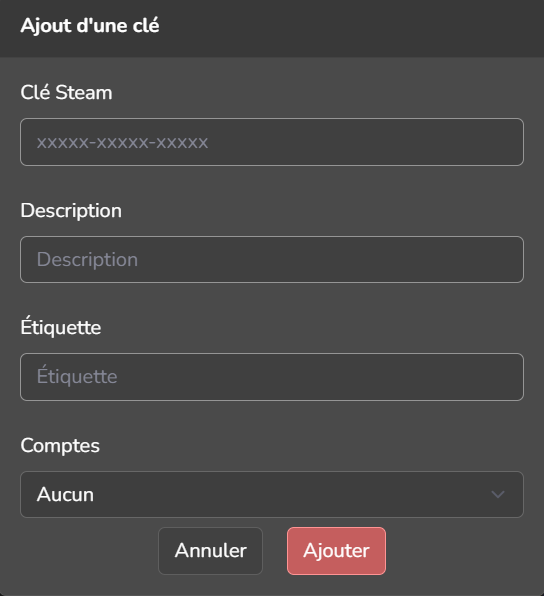 Ajout d'une clé
Clé Steam
xxxxx-xxxxx-xxxxx
Description
Description
Étiquette
Étiquette
Comptes
Aucun
Annuler Ajouter